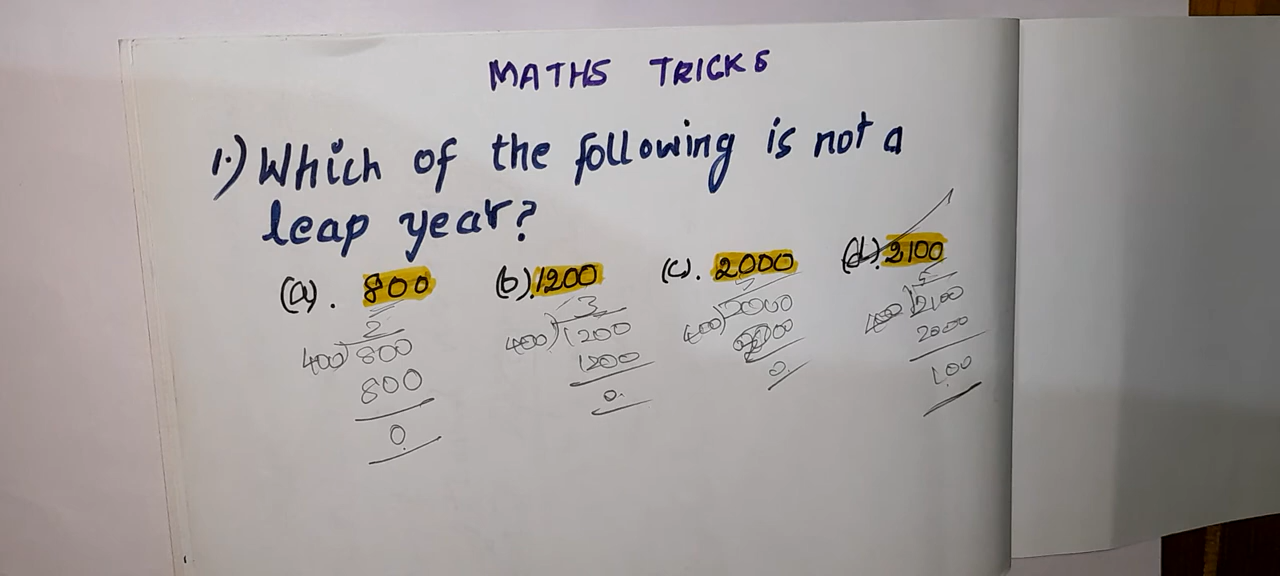 MATHS TRICKS
1.) Which of the following is not a
leap year?
(a). 800 (b). 1200 (c). 2000 (d). 2100
2 3 5 5
400)800 400)1200 400)2000 400)2100
800 1200 2000 2000
0 0 0 100